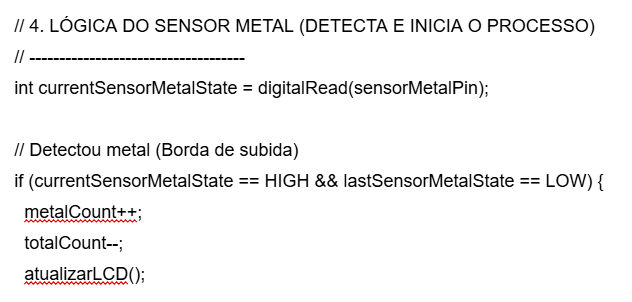 // 4. LÓGICA DO SENSOR METAL (DETECTA E INICIA O PROCESSO)
// ------------------------------------
int currentSensorMetalState = digitalRead(sensorMetalPin);
// Detectou metal (Borda de subida)
if (currentSensorMetalState == HIGH && lastSensorMetalState == LOW) {
metalCount++;
totalCount--;
atualizarLCD();